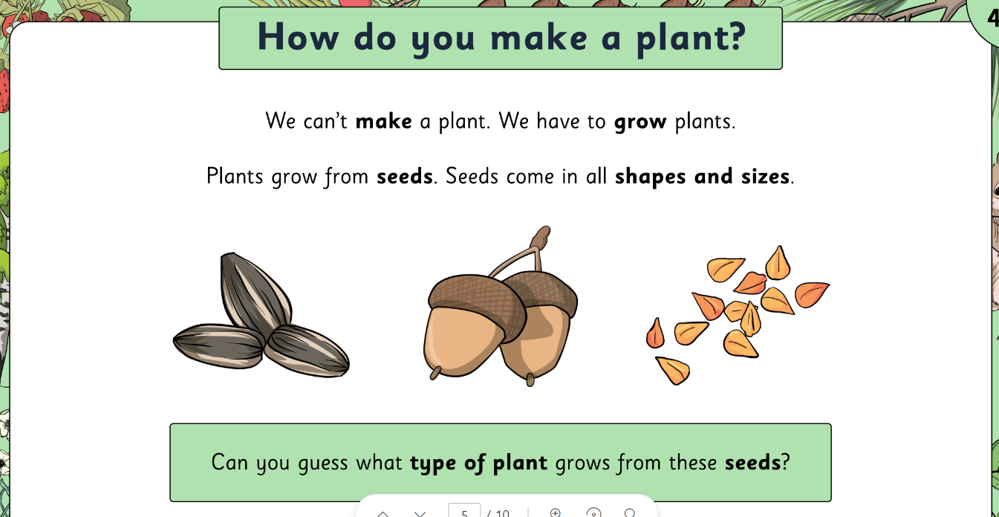 How do you make a plant?
4
We can't make a plant. We have to grow plants.
Plants grow from seeds. Seeds come in all shapes and sizes.
Can you guess what type of plant grows from these seeds?
5 / 10